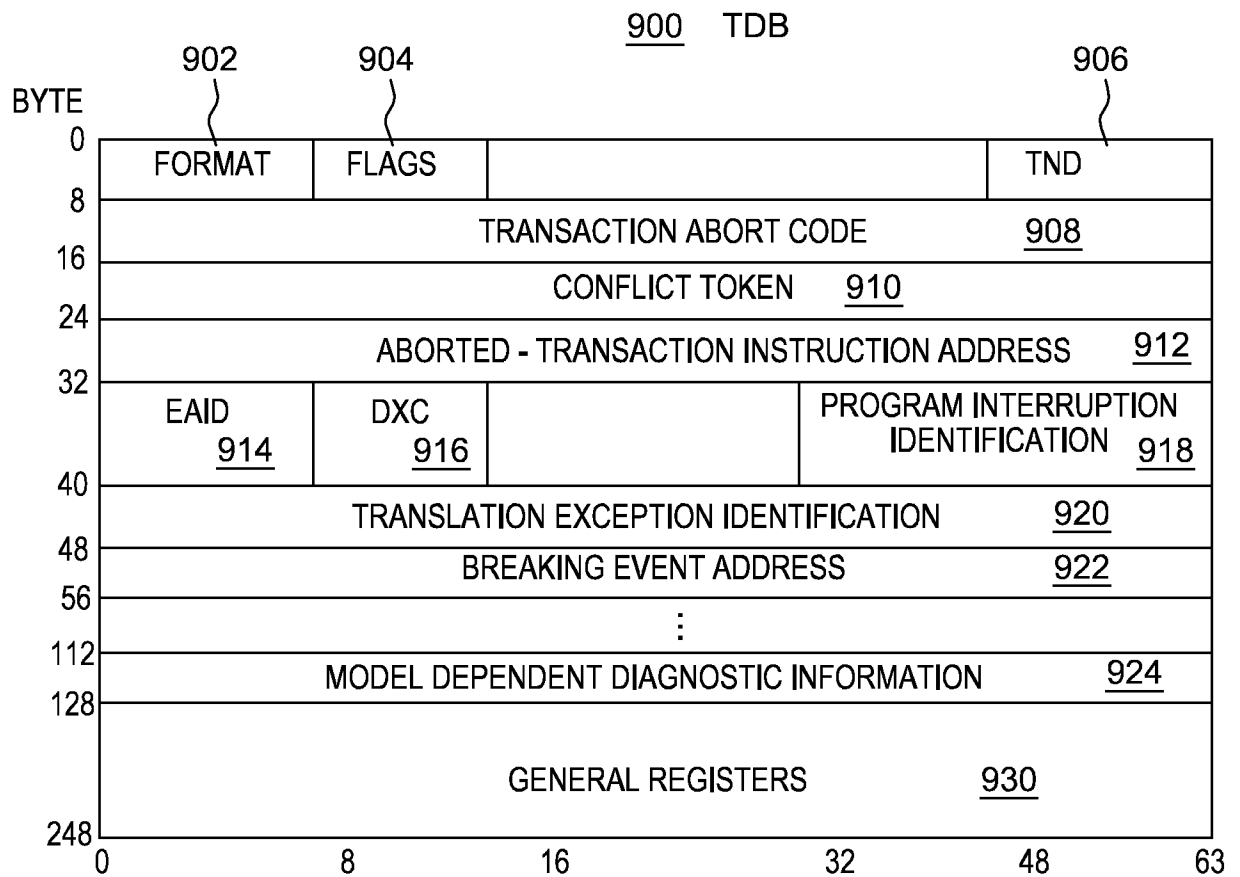 900 TDB
902 904 906
BYTE
0
FORMAT FLAGS TND
8
TRANSACTION ABORT CODE 908
16
CONFLICT TOKEN 910
24
ABORTED - TRANSACTION INSTRUCTION ADDRESS 912
32
EAID DXC PROGRAM INTERRUPTION
914 916 IDENTIFICATION 918
40
TRANSLATION EXCEPTION IDENTIFICATION 920
48
BREAKING EVENT ADDRESS 922
56
⋮
112
MODEL DEPENDENT DIAGNOSTIC INFORMATION 924
128
GENERAL REGISTERS 930
248
0 8 16 32 48 63